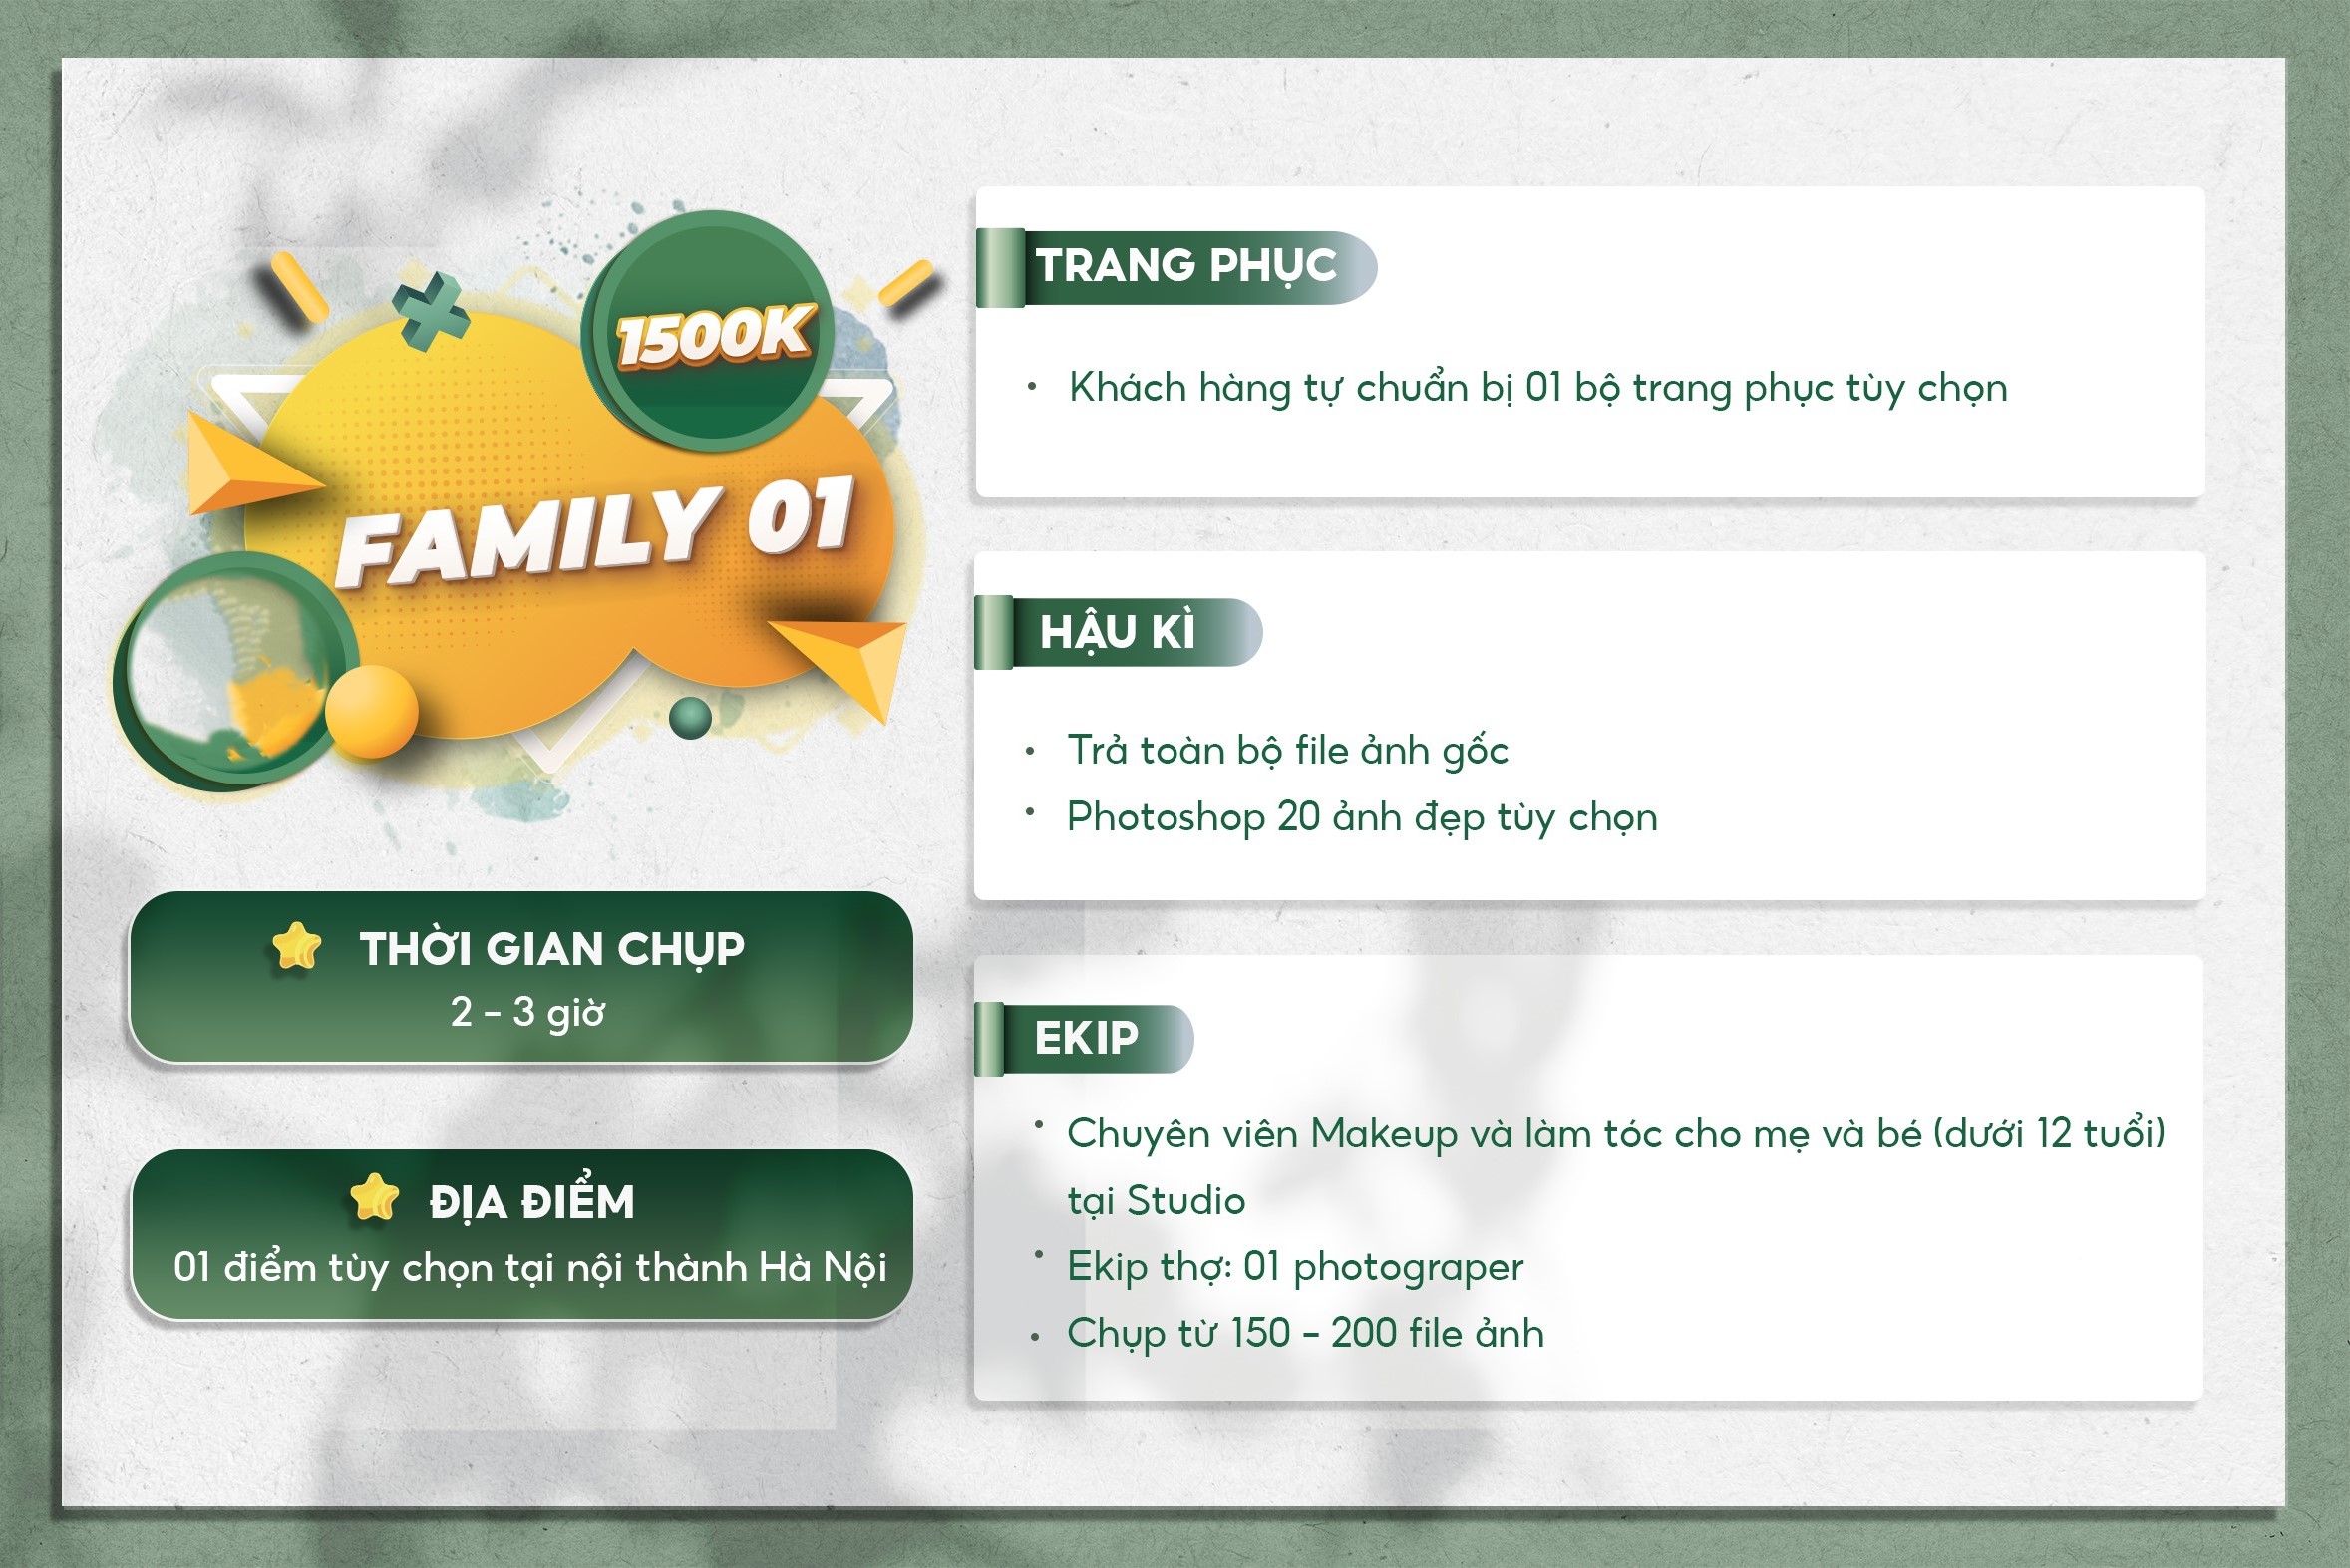 1500K
FAMILY 01
THỜI GIAN CHỤP
2 - 3 giờ
ĐỊA ĐIỂM
01 điểm tùy chọn tại nội thành Hà Nội
TRANG PHỤC
• Khách hàng tự chuẩn bị 01 bộ trang phục tùy chọn
HẬU KÌ
• Trả toàn bộ file ảnh gốc
• Photoshop 20 ảnh đẹp tùy chọn
EKIP
• Chuyên viên Makeup và làm tóc cho mẹ và bé (dưới 12 tuổi)
tại Studio
• Ekip thợ: 01 photograper
• Chụp từ 150 - 200 file ảnh